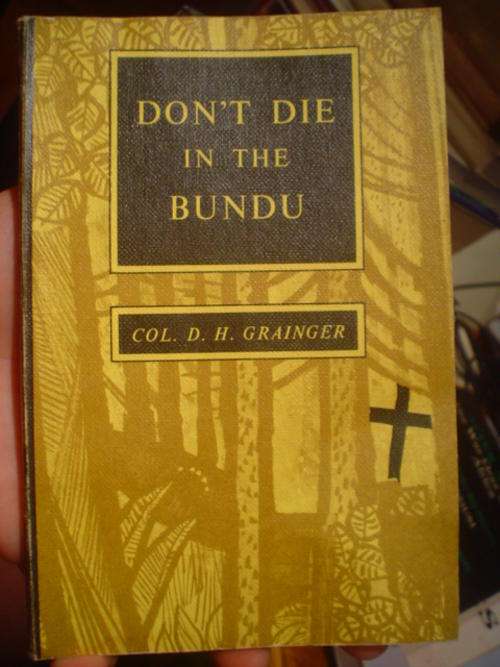 DON'T DIE
IN THE
BUNDU
COL. D. H. GRAINGER